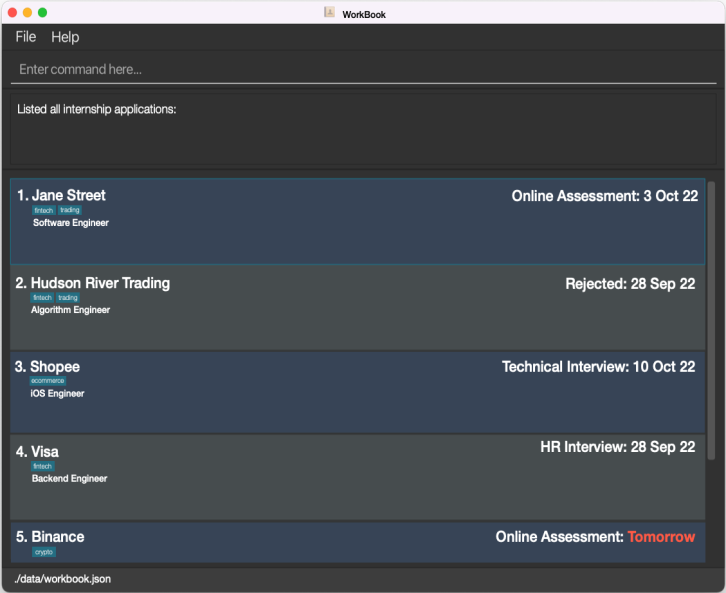 WorkBook
File Help
Enter command here...
Listed all internship applications:
1. Jane Street Online Assessment: 3 Oct 22
fintech trading
Software Engineer
2. Hudson River Trading Rejected: 28 Sep 22
fintech trading
Algorithm Engineer
3. Shopee Technical Interview: 10 Oct 22
ecommerce
iOS Engineer
4. Visa HR Interview: 28 Sep 22
fintech
Backend Engineer
5. Binance Online Assessment: Tomorrow
crypto
./data/workbook.json